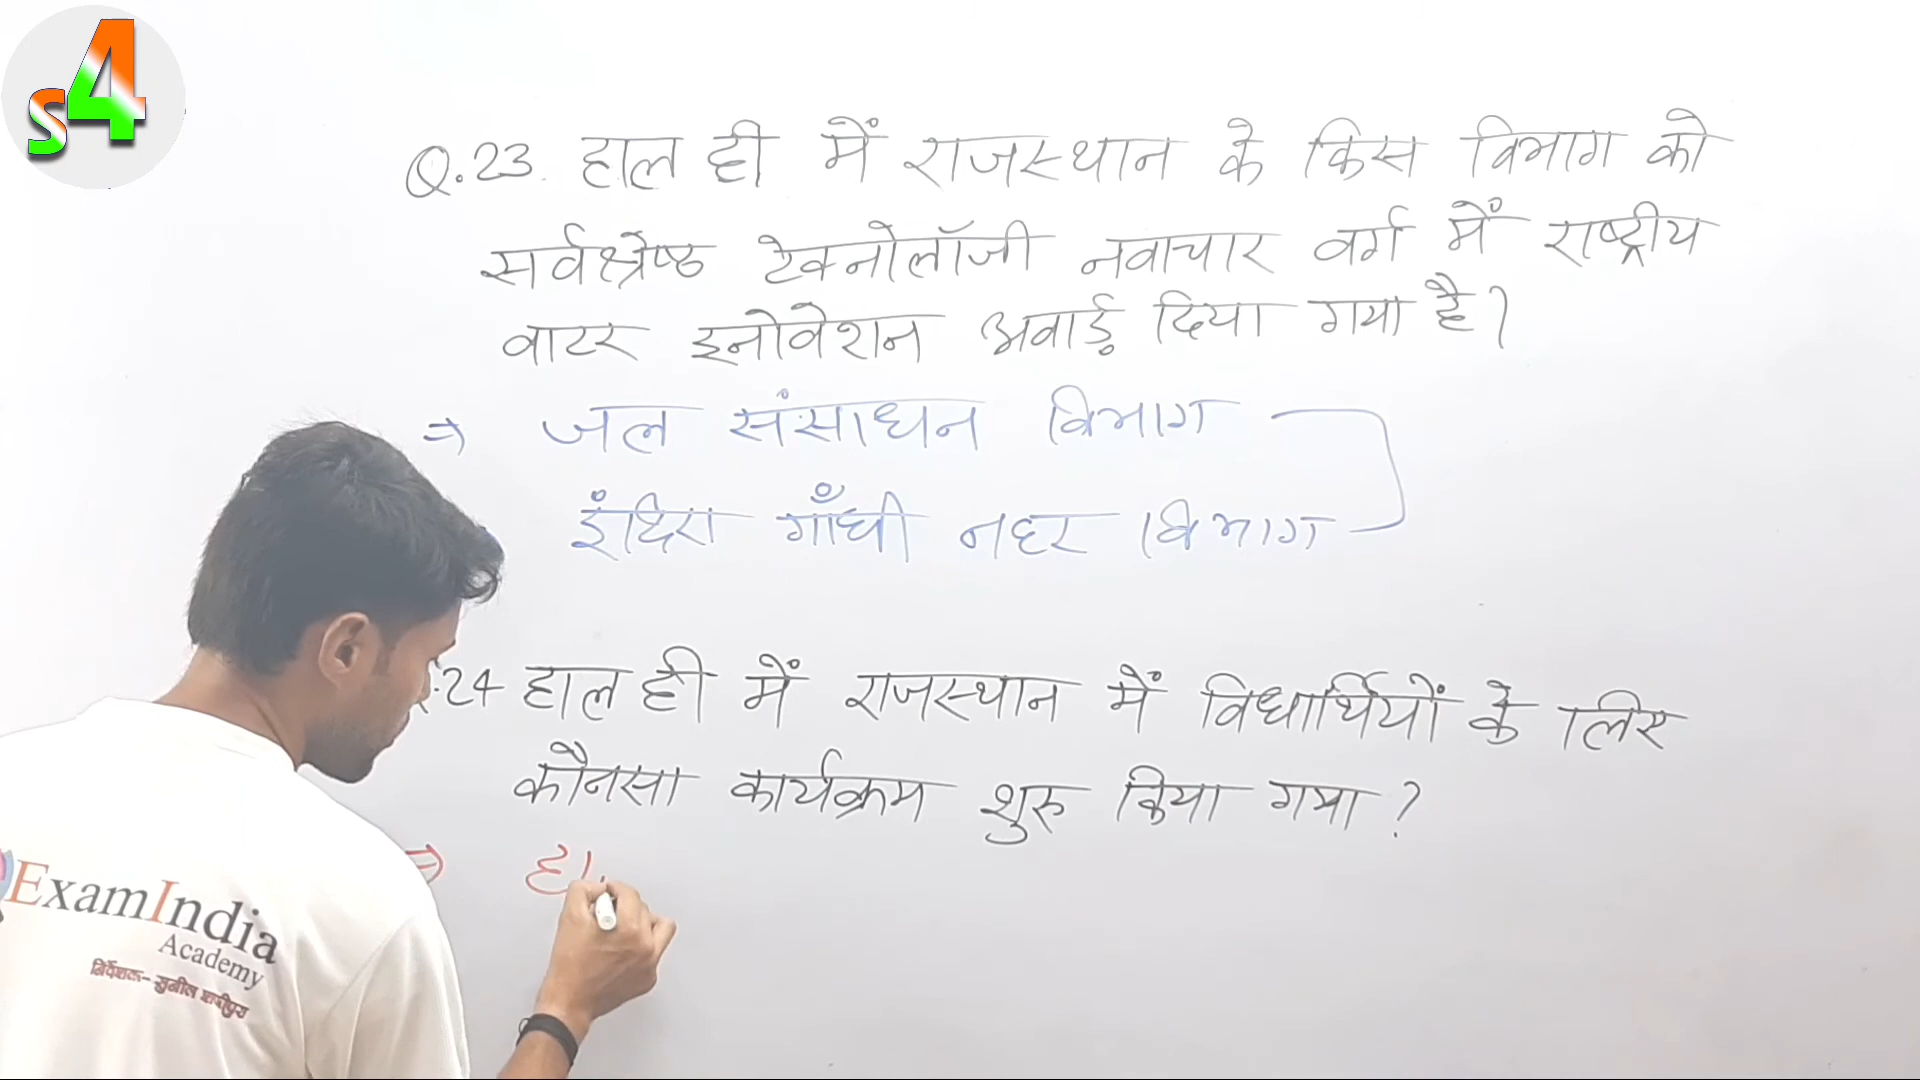 S4
Q.23. हाल ही में राजस्थान के किस विभाग को
सर्वश्रेष्ठ टेक्नोलॉजी नवाचार वर्ग में राष्ट्रीय
वाटर इनोवेशन अवार्ड दिया गया है?
⇒ जल संसाधन विभाग
इंदिरा गाँधी नहर विभाग
.24 हाल ही में राजस्थान में विधार्थियों के लिए
कौनसा कार्यक्रम शुरू किया गया?
⇒
ExamIndia
Academy
निर्देशक- सुनील